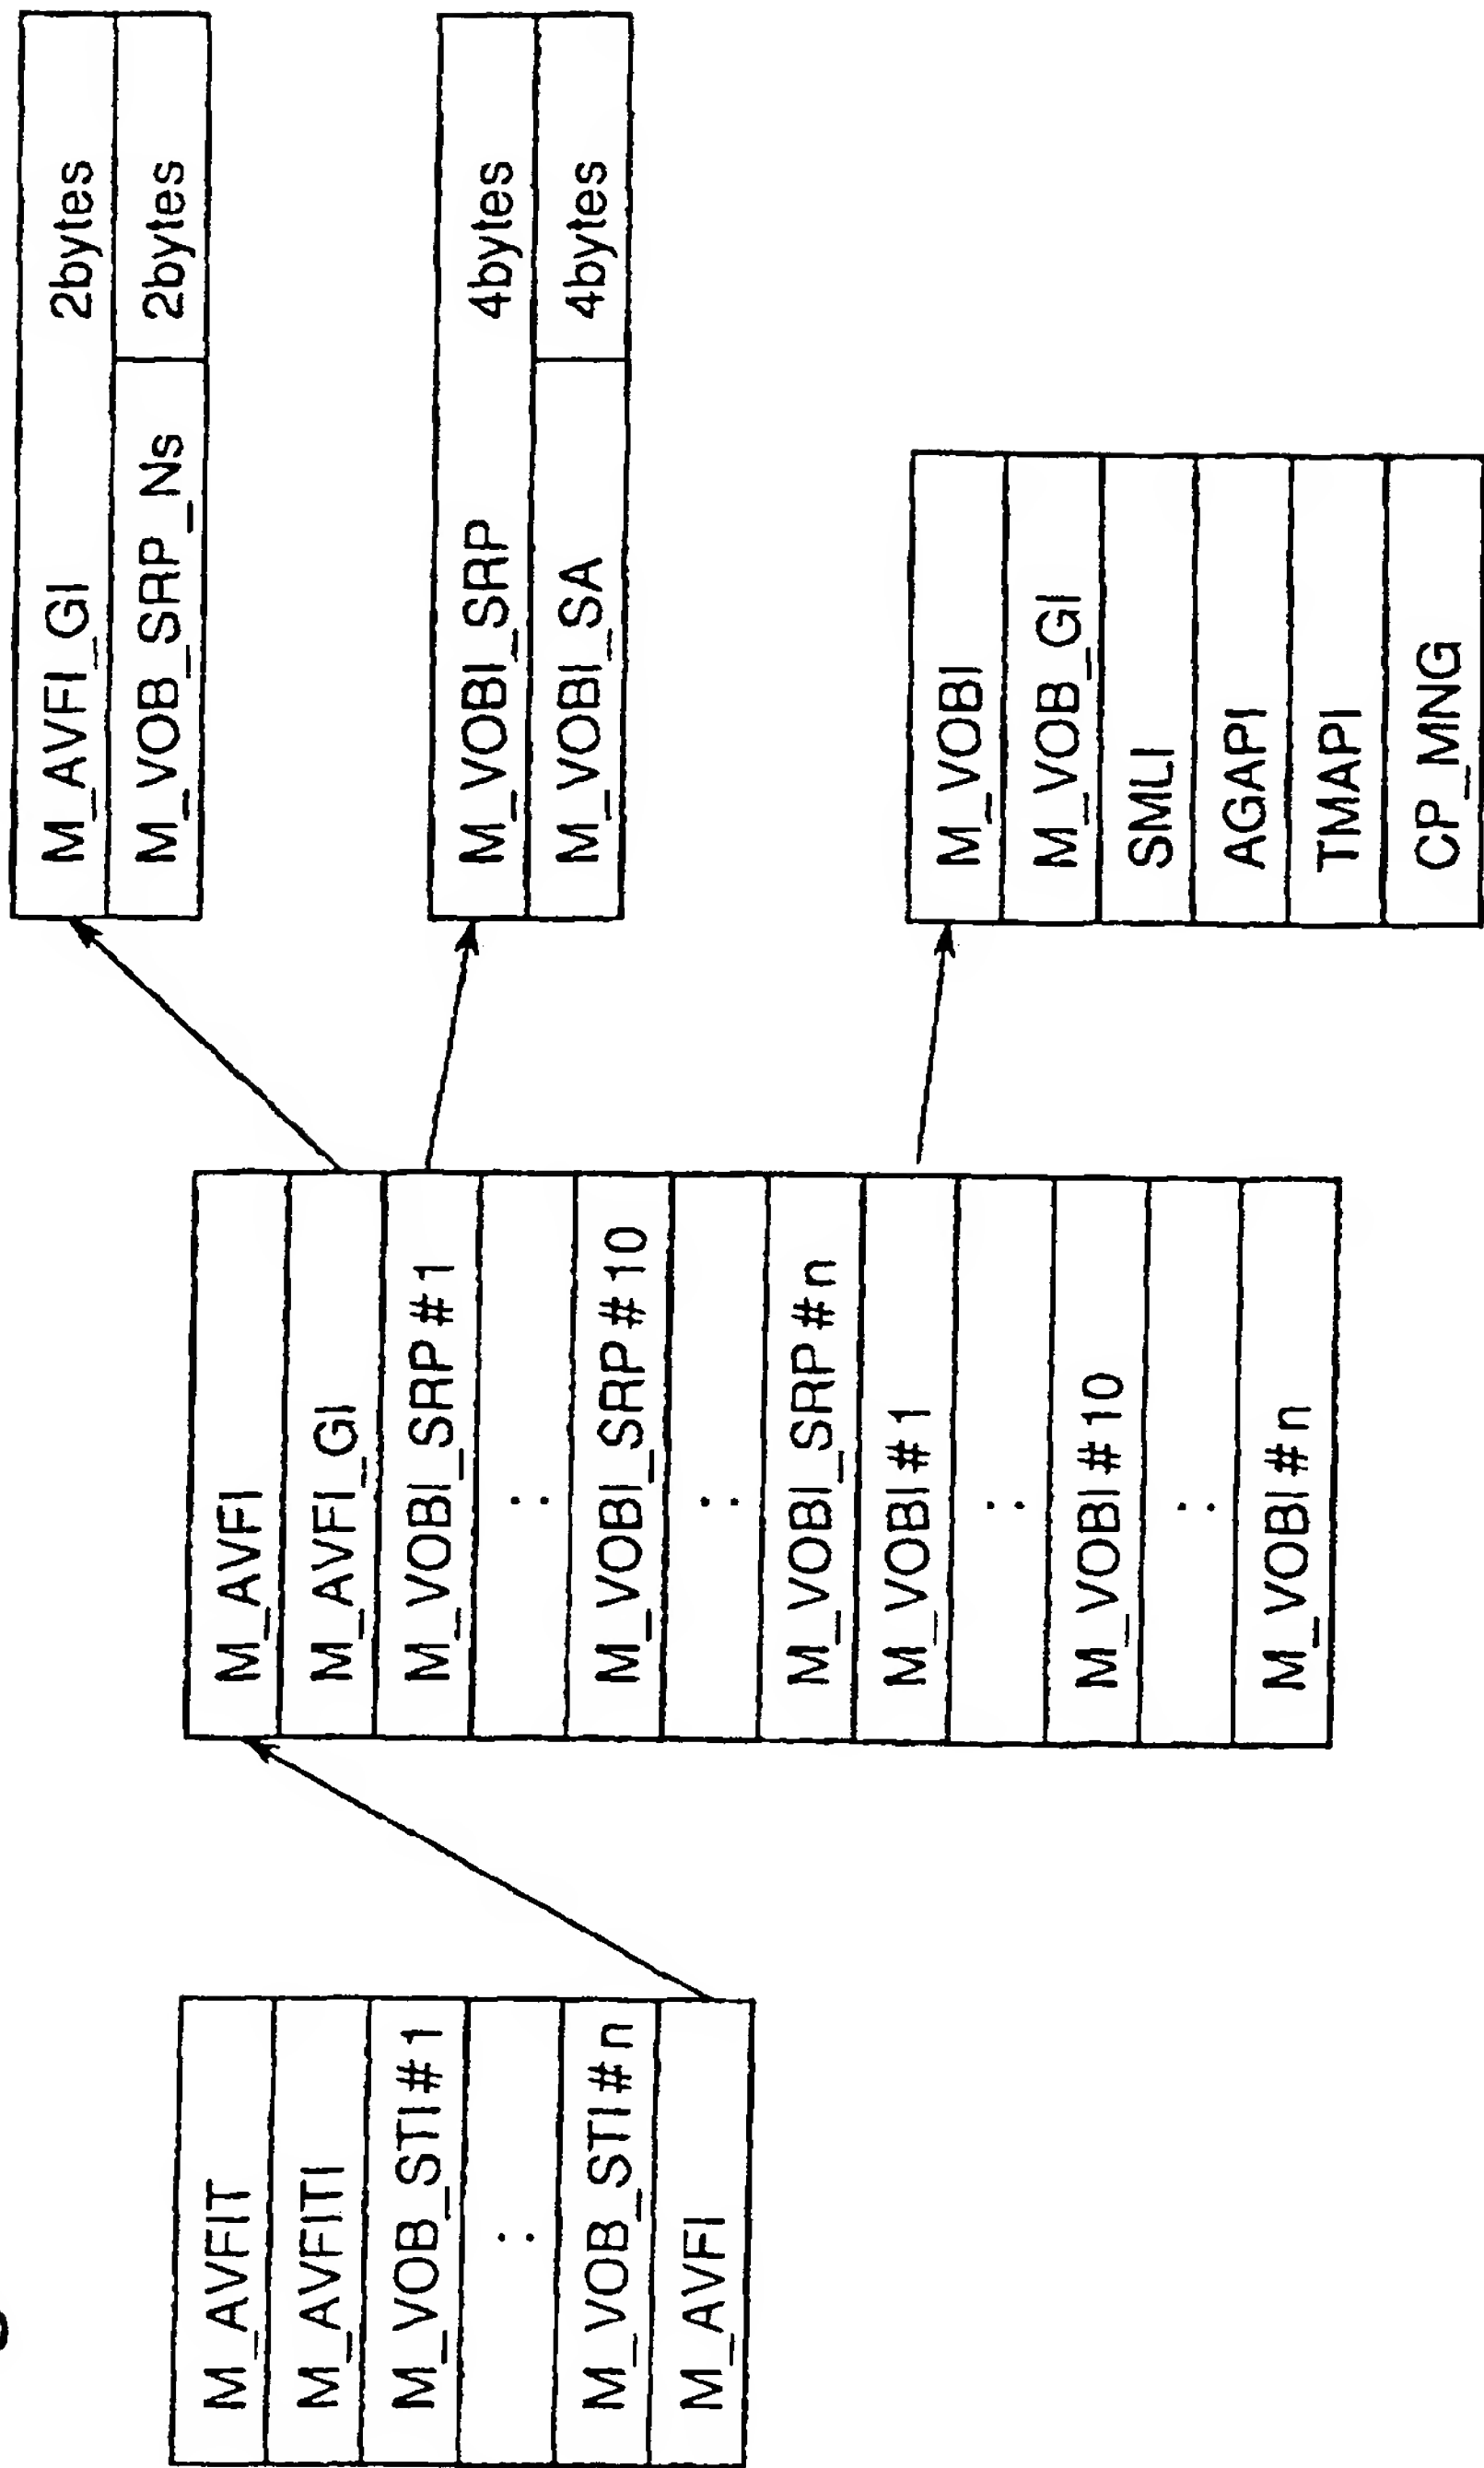 M_AVFIT
M_AVFITI
M_VOB_STI#1
:
M_VOB_STI#n
M_AVFI
M_AVFI
M_AVFI_GI
M_VOBI_SRP#1
:
M_VOBI_SRP#10
:
M_VOBI_SRP#n
M_VOBI#1
:
M_VOBI#10
:
M_VOBI#n
M_AVFI_GI 2bytes
M_VOB_SRP_Ns 2bytes
M_VOBI_SRP 4bytes
M_VOBI_SA 4bytes
M_VOBI
M_VOB_GI
SMLI
AGAPI
TMAPI
CP_MNG